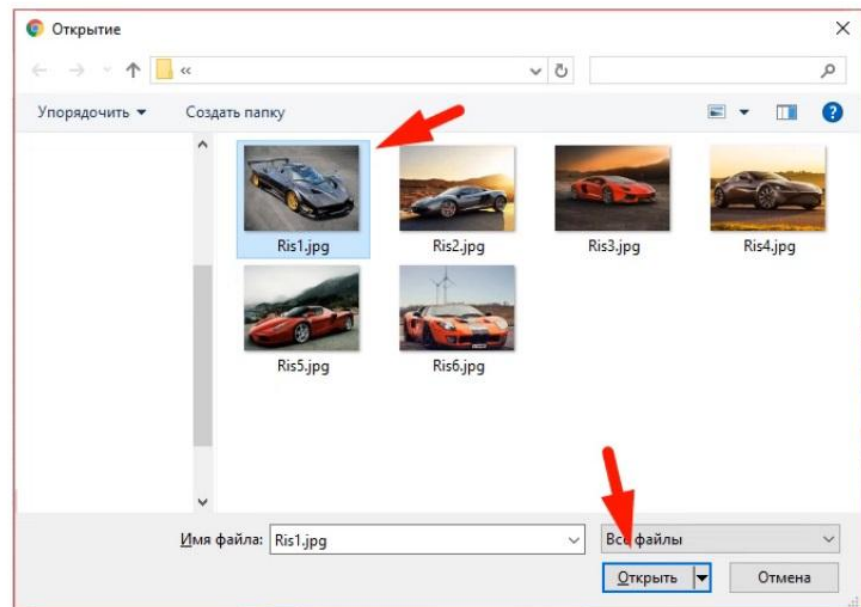 Открытие
«
Упорядочить Создать папку
Ris1.jpg Ris2.jpg Ris3.jpg Ris4.jpg
Ris5.jpg Ris6.jpg
Имя файла: Ris1.jpg Все файлы
Открыть Отмена